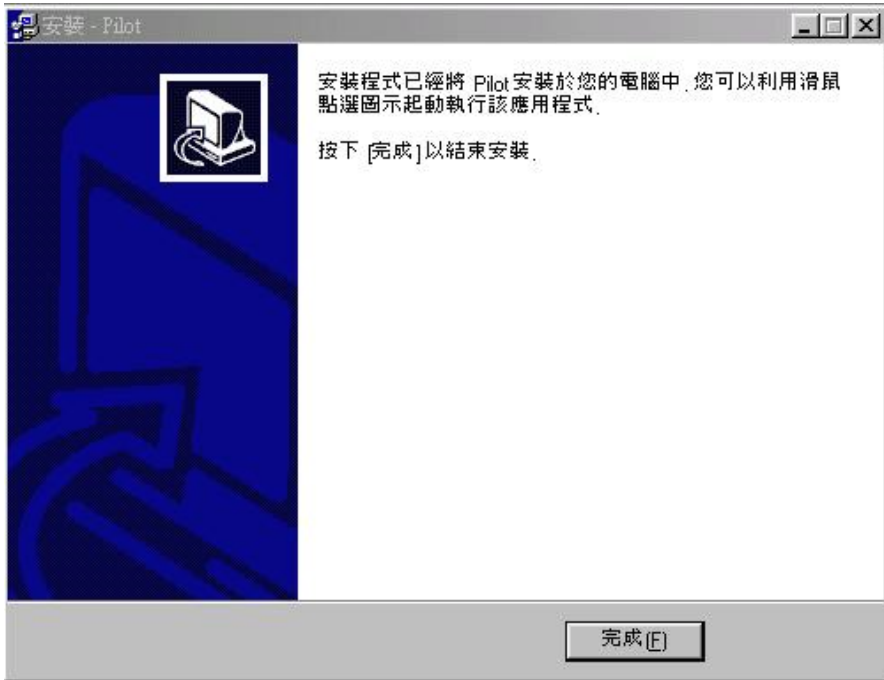 安裝 - Pilot
安裝程式已經將 Pilot 安裝於您的電腦中. 您可以利用滑鼠
點選圖示起動執行該應用程式.
按下 [完成] 以結束安裝.
完成(F)